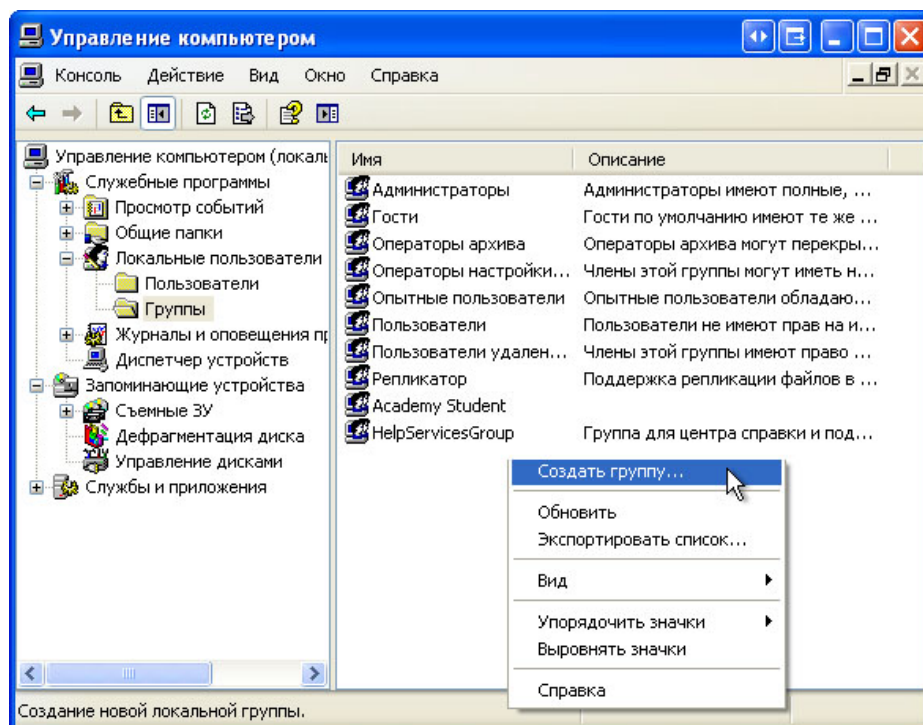 Управление компьютером
Консоль Действие Вид Окно Справка
Управление компьютером (локаль
Служебные программы
Просмотр событий
Общие папки
Локальные пользователи
Пользователи
Группы
Журналы и оповещения пр
Диспетчер устройств
Запоминающие устройства
Съемные ЗУ
Дефрагментация диска
Управление дисками
Службы и приложения
Имя Описание
Администраторы Администраторы имеют полные, ...
Гости Гости по умолчанию имеют те же ...
Операторы архива Операторы архива могут перекры...
Операторы настройки... Члены этой группы могут иметь н...
Опытные пользователи Опытные пользователи обладаю...
Пользователи Пользователи не имеют прав на и...
Пользователи удален... Члены этой группы имеют право ...
Репликатор Поддержка репликации файлов в ...
Academy Student
HelpServicesGroup Группа для центра справки и под...
Создать группу...
Обновить
Экспортировать список...
Вид
Упорядочить значки
Выровнять значки
Справка
Создание новой локальной группы.